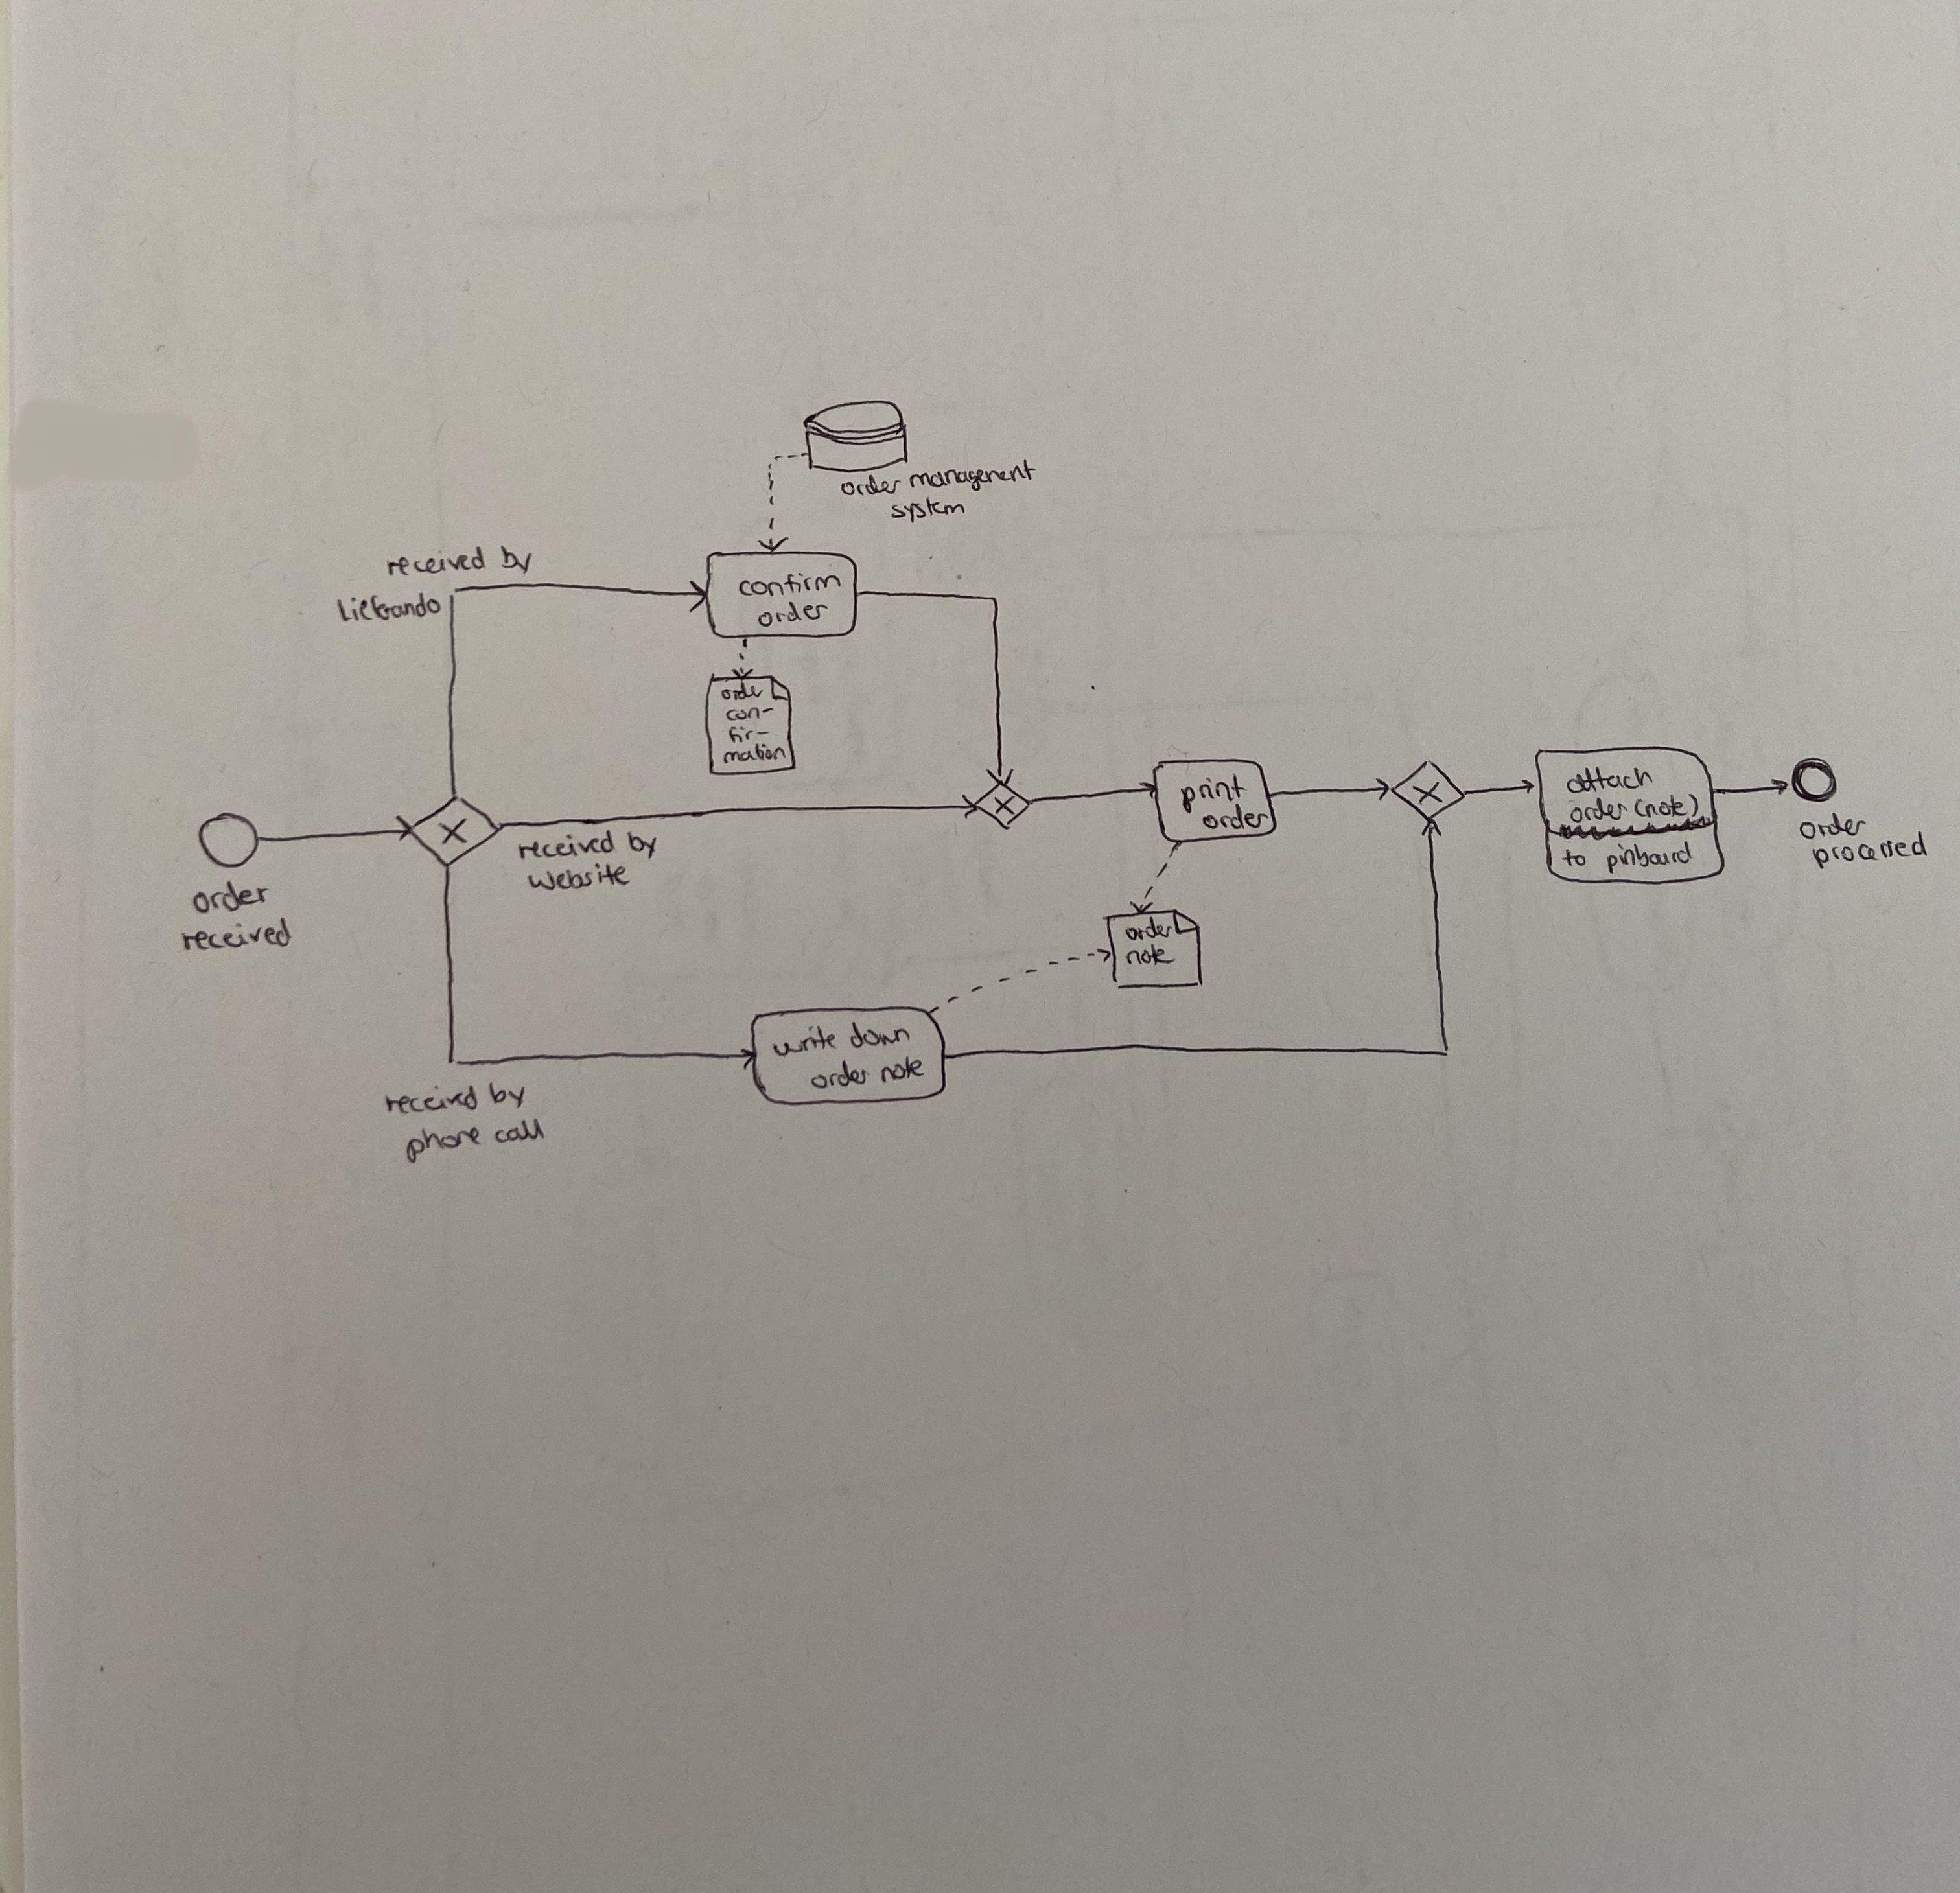 order management
system
received by
Lieferando
confirm
order
order
con-
fir-
mation
print
order
attach
order (note)
to pinboard
order
processed
received by
website
order
received
order
note
write down
order note
received by
phone call